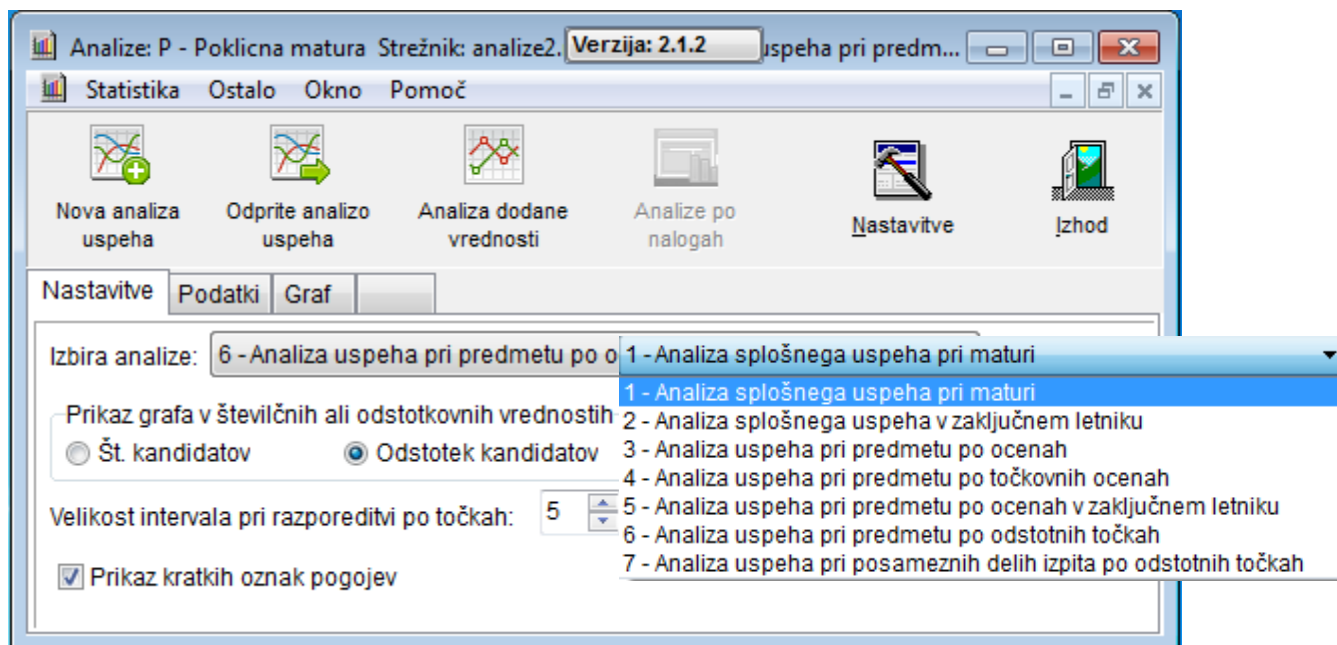 Analize: P - Poklicna matura Strežnik: analize2. Verzija: 2.1.2 uspeha pri predm...
Statistika Ostalo Okno Pomoč
Nova analiza uspeha
Odprite analizo uspeha
Analiza dodane vrednosti
Analize po nalogah
Nastavitve
Izhod
Nastavitve Podatki Graf
Izbira analize: 6 - Analiza uspeha pri predmetu po o
1 - Analiza splošnega uspeha pri maturi
1 - Analiza splošnega uspeha pri maturi
2 - Analiza splošnega uspeha v zaključnem letniku
3 - Analiza uspeha pri predmetu po ocenah
4 - Analiza uspeha pri predmetu po točkovnih ocenah
5 - Analiza uspeha pri predmetu po ocenah v zaključnem letniku
6 - Analiza uspeha pri predmetu po odstotnih točkah
7 - Analiza uspeha pri posameznih delih izpita po odstotnih točkah
Prikaz grafa v številčnih ali odstotkovnih vrednostih
Št. kandidatov Odstotek kandidatov
Velikost intervala pri razporeditvi po točkah: 5
Prikaz kratkih oznak pogojev